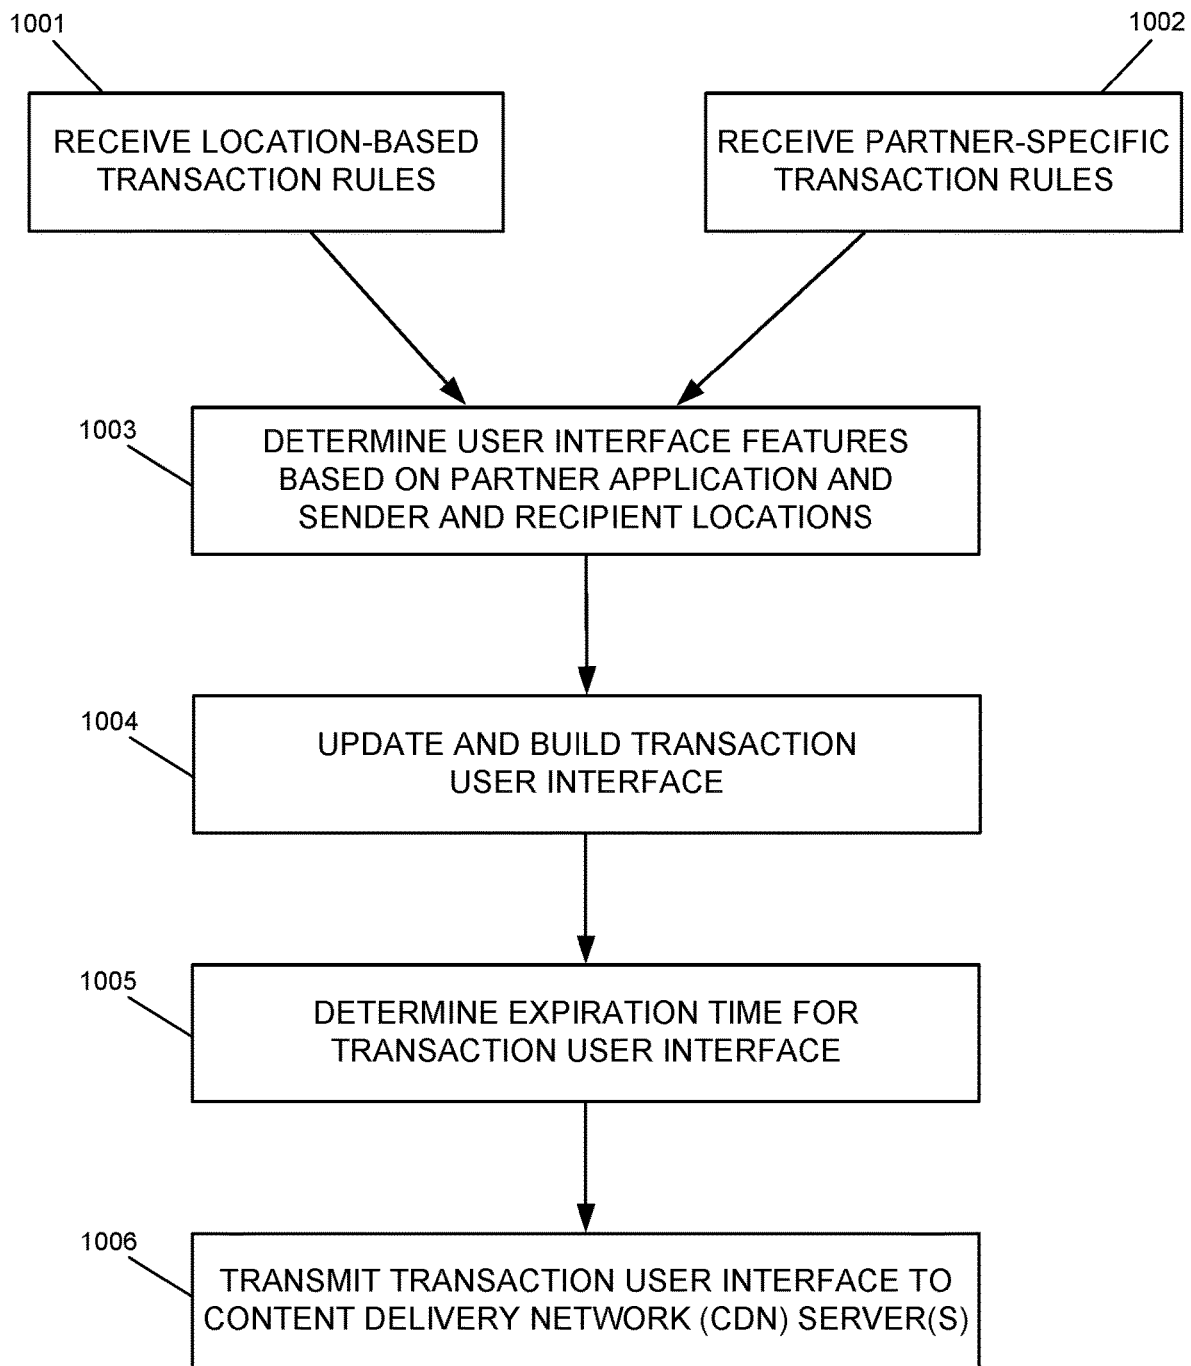 1001
1002
RECEIVE LOCATION-BASED
TRANSACTION RULES
RECEIVE PARTNER-SPECIFIC
TRANSACTION RULES
1003
DETERMINE USER INTERFACE FEATURES
BASED ON PARTNER APPLICATION AND
SENDER AND RECIPIENT LOCATIONS
1004
UPDATE AND BUILD TRANSACTION
USER INTERFACE
1005
DETERMINE EXPIRATION TIME FOR
TRANSACTION USER INTERFACE
1006
TRANSMIT TRANSACTION USER INTERFACE TO
CONTENT DELIVERY NETWORK (CDN) SERVER(S)